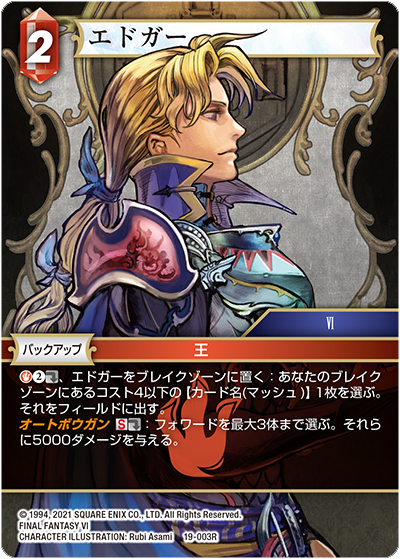 2
エドガー
VI
バックアップ
王
2、エドガーをブレイクゾーンに置く：あなたのブレイク
ゾーンにあるコスト4以下の【カード名(マッシュ)】1枚を選ぶ。
それをフィールドに出す。
オートボウガン S：フォワードを最大3体まで選ぶ。それら
に5000ダメージを与える。
© 1994, 2021 SQUARE ENIX CO., LTD. All Rights Reserved.
FINAL FANTASY VI
CHARACTER ILLUSTRATION: Rubi Asami 19-003R